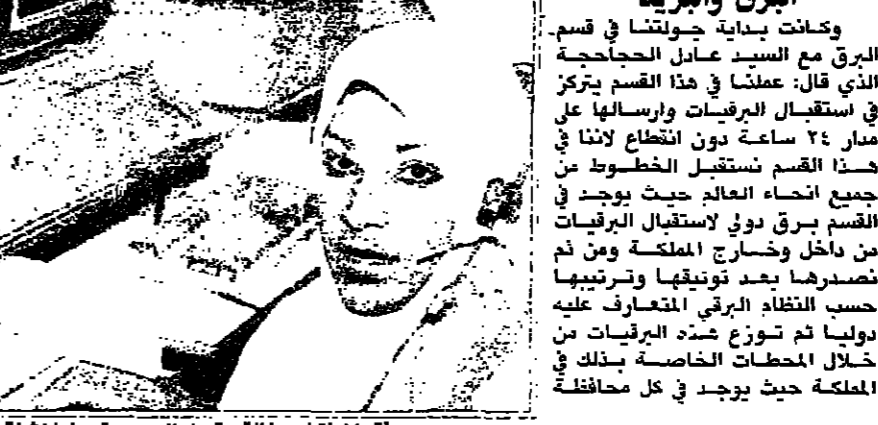 البرق والبريد
وكانت بداية جولتنا في قسم
البرق مع السيد عادل الحجاحجة
الذي قال: عملنا في هذا القسم يتركز
في استقبال البرقيات وارسالها على
مدار ٢٤ ساعة دون انقطاع لاننا في
هذا القسم نستقبل الخطوط من
جميع انحاء العالم حيث يوجد في
القسم برق دولي لاستقبال البرقيات
من داخل وخارج المملكة ومن ثم
نصدرها بعد توثيقها وترتيبها
حسب النظام البرقي المتعارف عليه
دوليا ثم توزع هذه البرقيات من
خلال المحطات الخاصة بذلك في
المملكة حيث يوجد في كل محافظة